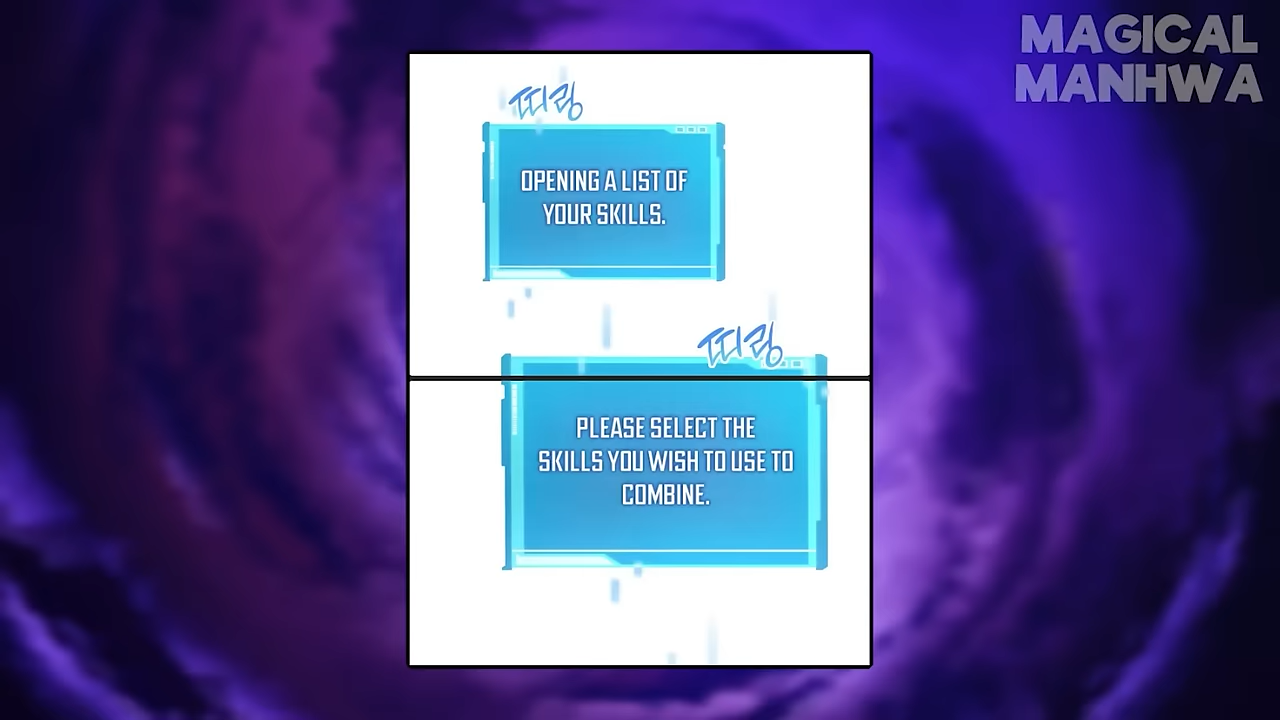 MAGICAL
MANHWA
띠링
OPENING A LIST OF
YOUR SKILLS.
띠링
PLEASE SELECT THE
SKILLS YOU WISH TO USE TO
COMBINE.